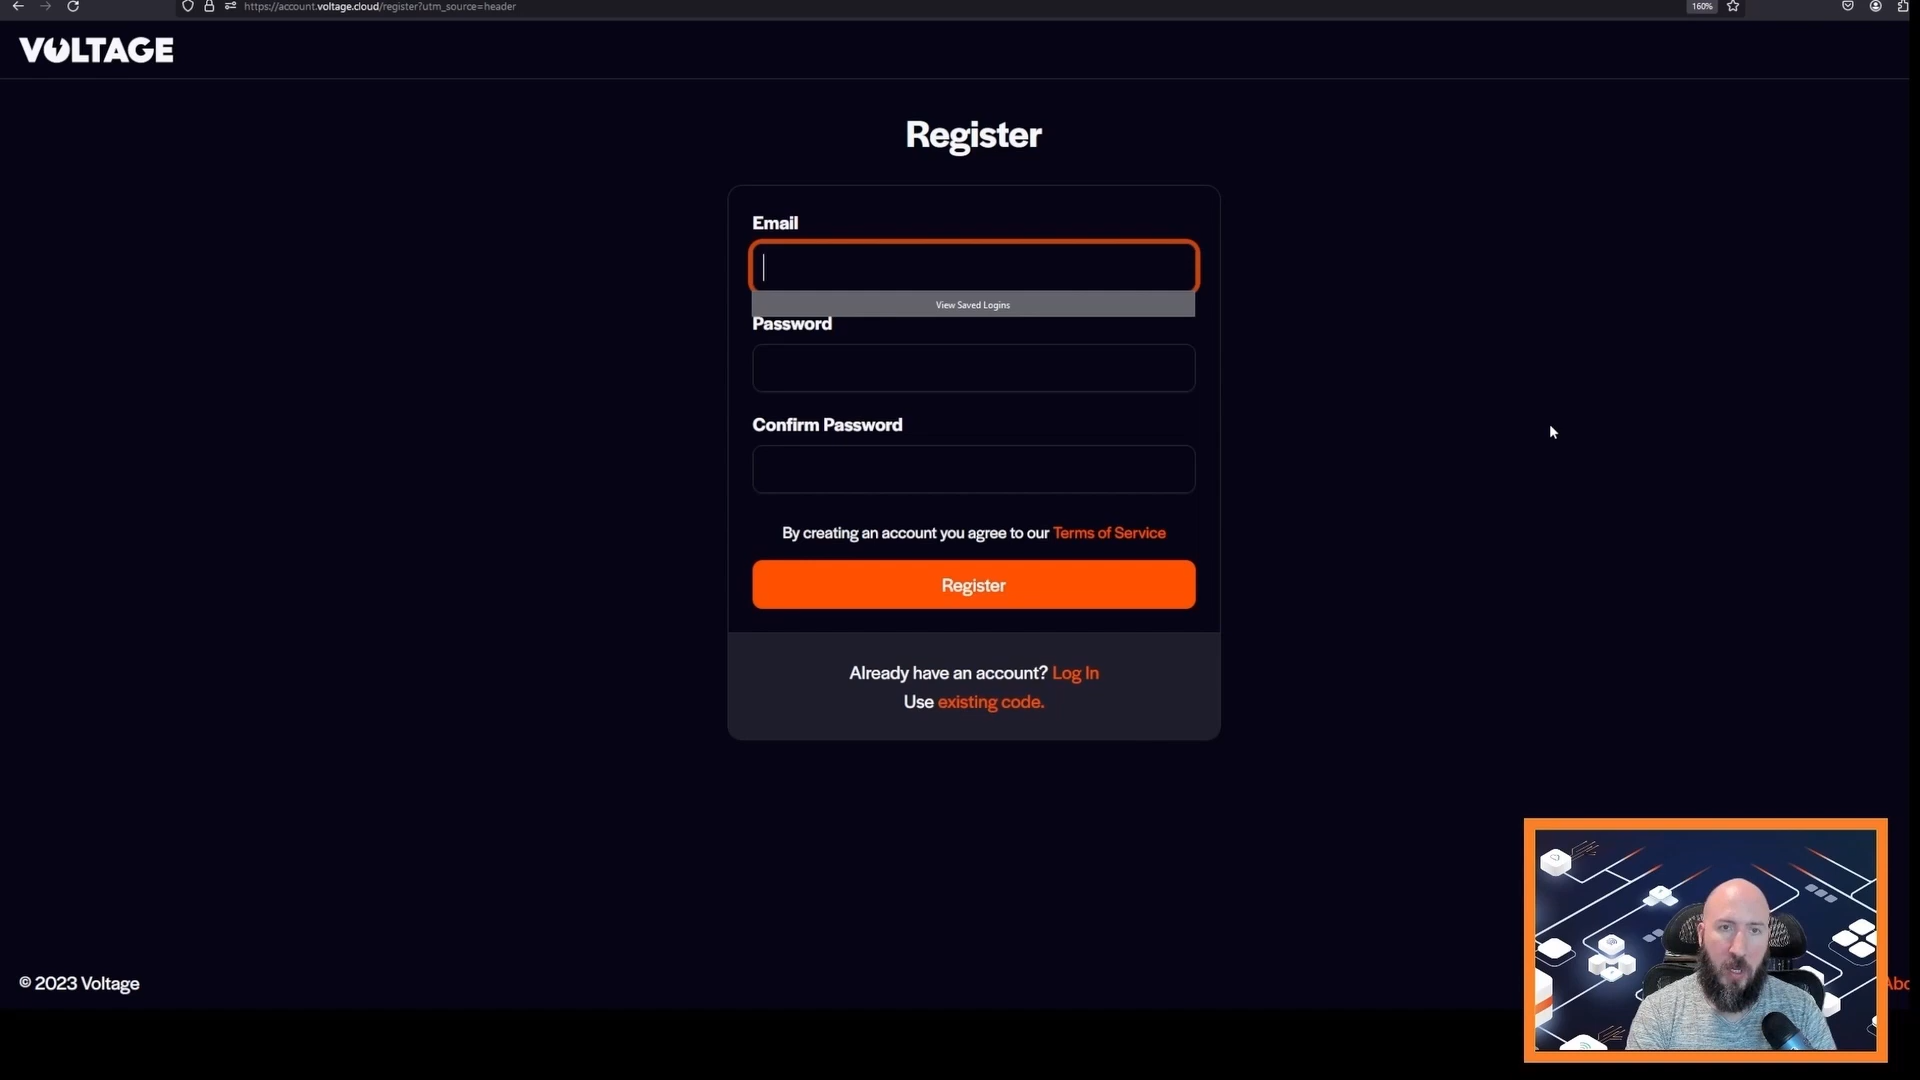 https://account.voltage.cloud/register?utm_source=header
160%
VOLTAGE
Register
Email
View Saved Logins
Password
Confirm Password
By creating an account you agree to our Terms of Service
Register
Already have an account? Log In
Use existing code.
© 2023 Voltage
Abo